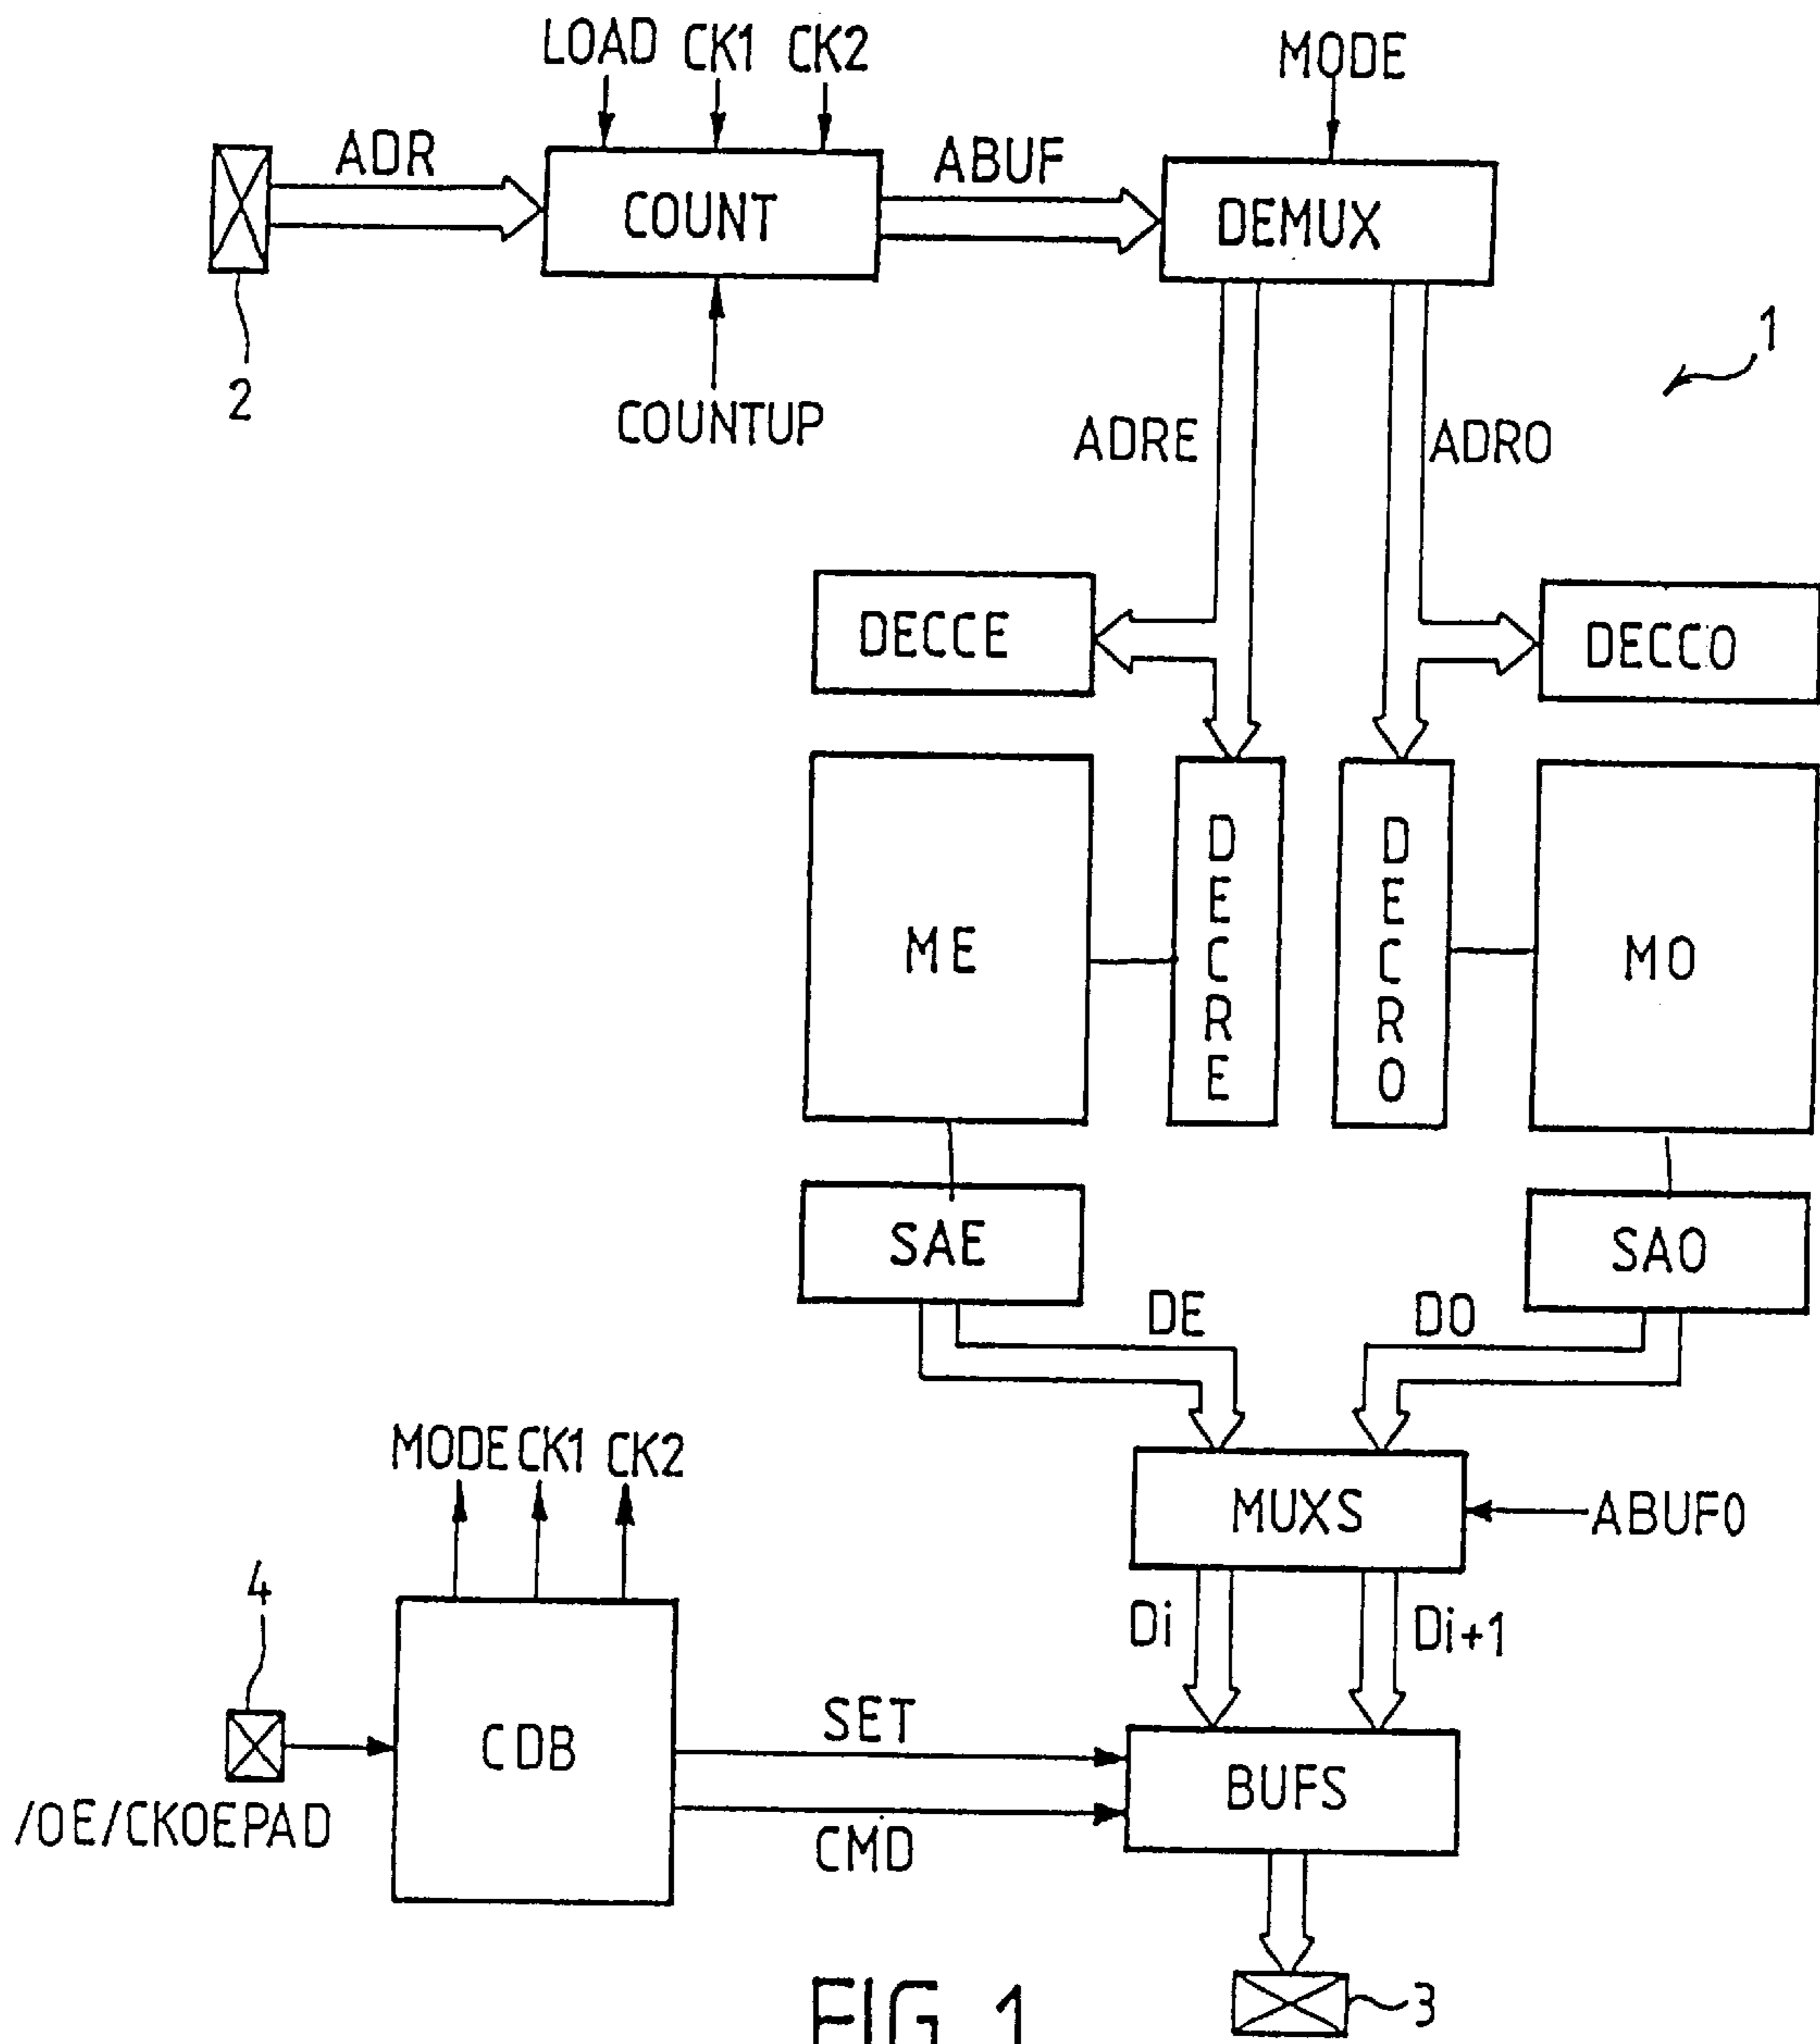 LOAD CK1 CK2
MODE
ADR
ABUF
COUNT
DEMUX
2
COUNTUP
1
ADRE
ADRO
DECCE
DECCO
ME
DECRE
DECRO
MO
SAE
SAO
DE
DO
MODE CK1 CK2
MUXS
ABUF0
4
Di
Di+1
SET
CDB
BUFS
/OE/CKOEPAD
CMD
FIG_1
3